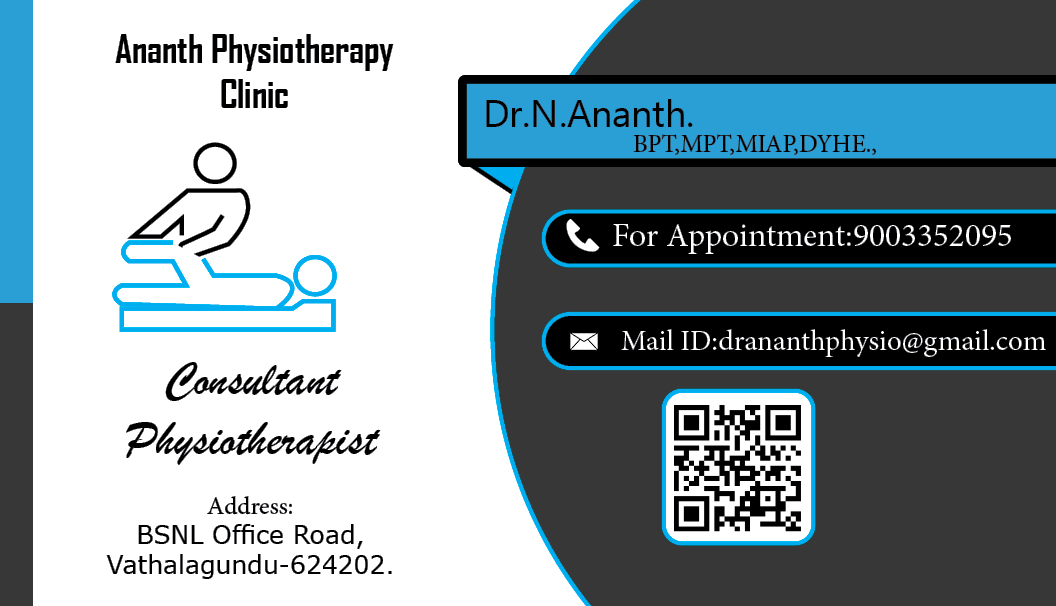 Ananth Physiotherapy
Clinic
Consultant
Physiotherapist
Address:
BSNL Office Road,
Vathalagundu-624202.
Dr.N.Ananth.
BPT,MPT,MIAP,DYHE.,
For Appointment:9003352095
Mail ID:drananthphysio@gmail.com